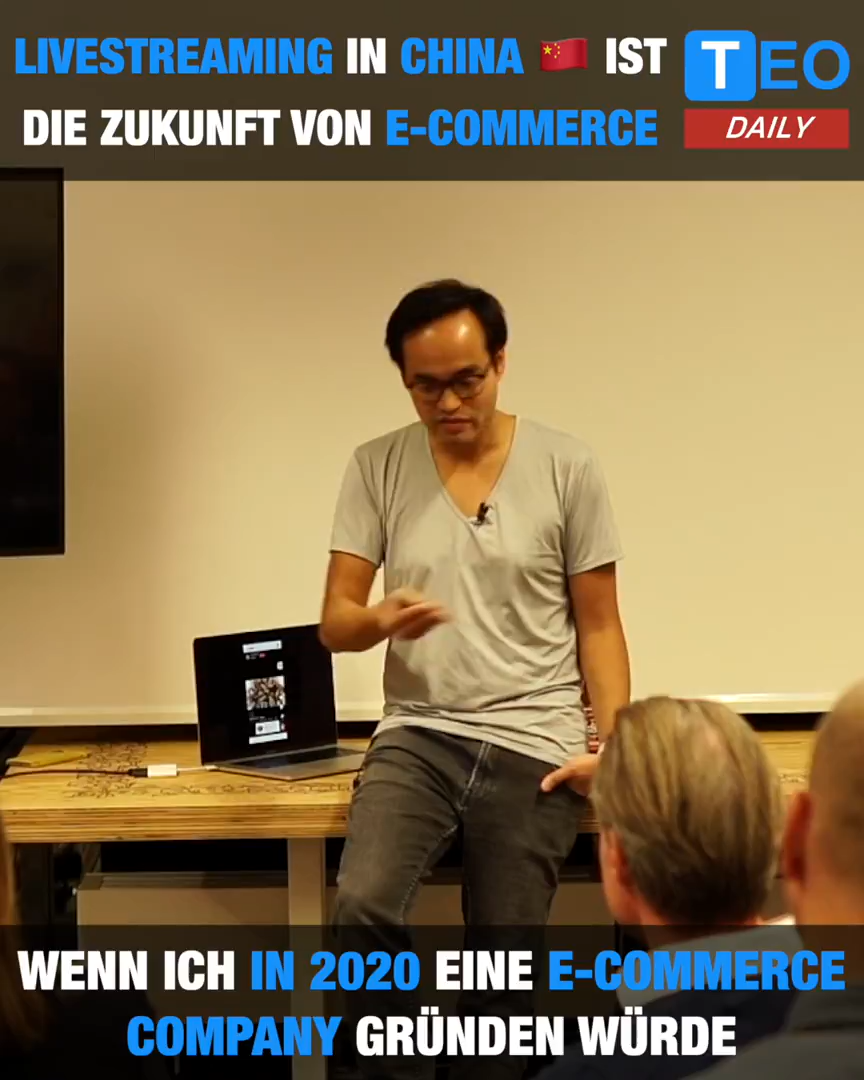 LIVESTREAMING IN CHINA 🇨🇳 IST
DIE ZUKUNFT VON E-COMMERCE
TEO
DAILY
WENN ICH IN 2020 EINE E-COMMERCE
COMPANY GRÜNDEN WÜRDE